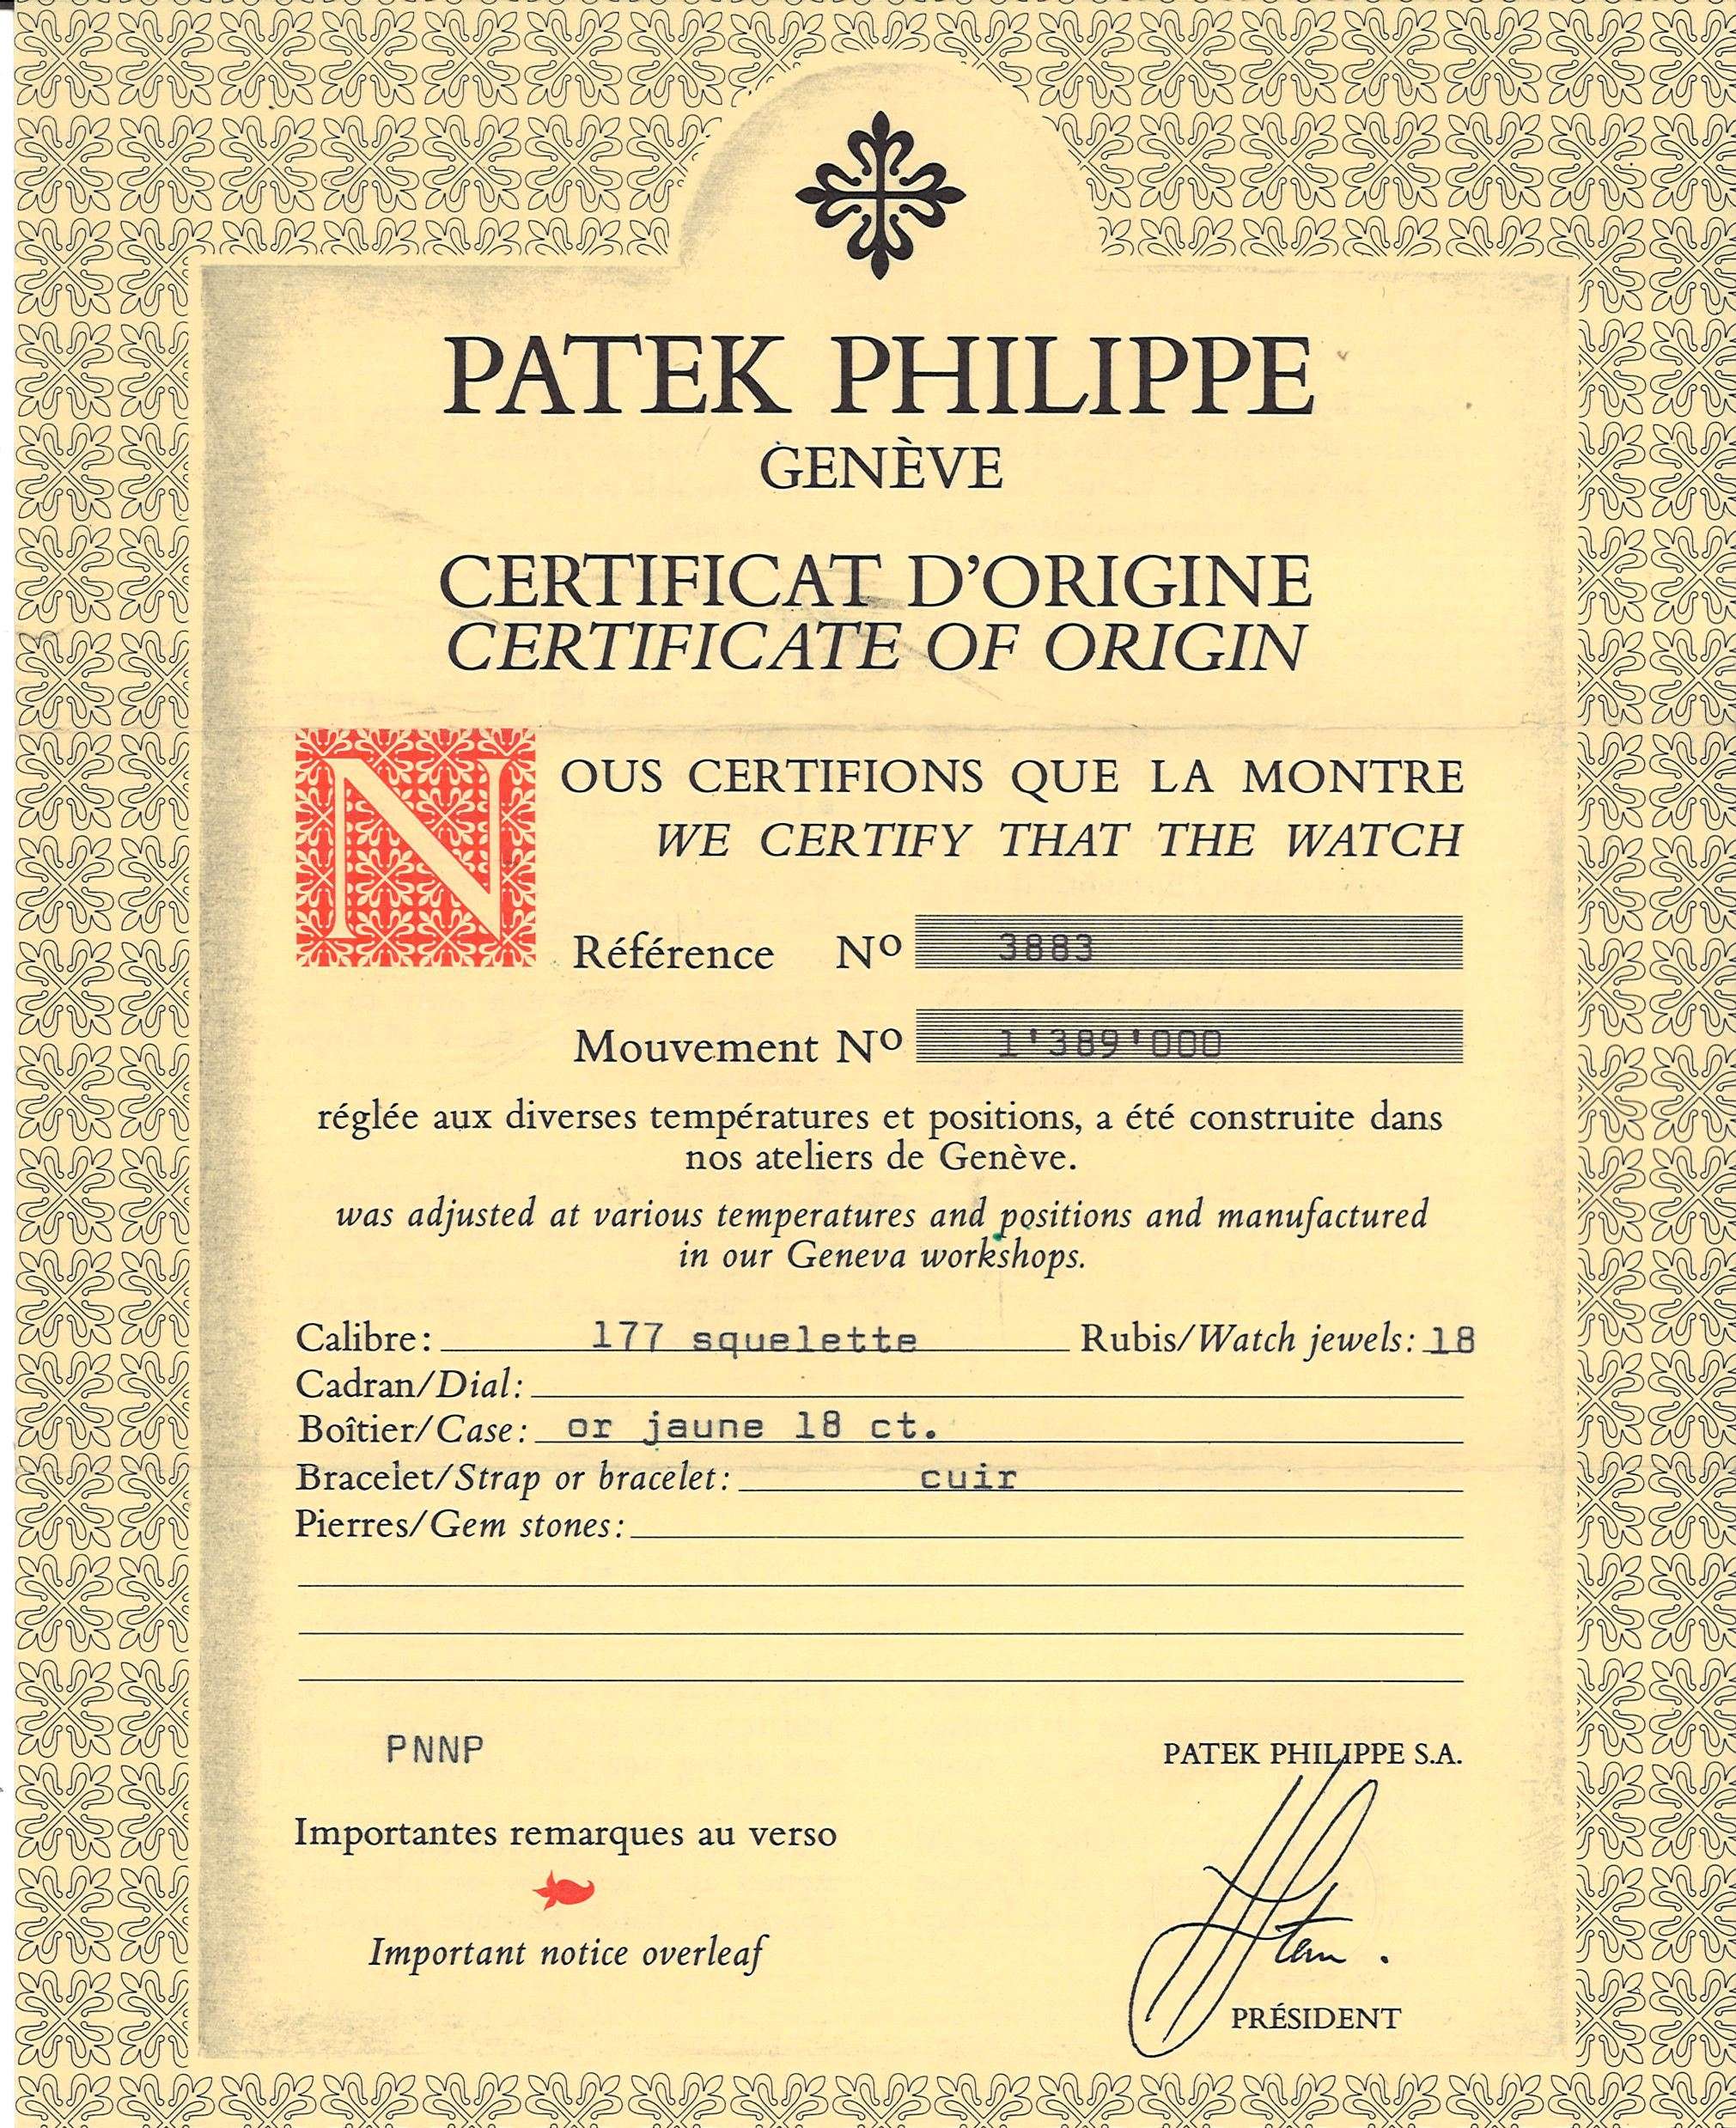 PATEK PHILIPPE
GENÈVE
CERTIFICAT D'ORIGINE
CERTIFICATE OF ORIGIN
NOUS CERTIFIONS QUE LA MONTRE
WE CERTIFY THAT THE WATCH
Référence Nº 3883
Mouvement Nº 1'389'000
réglée aux diverses températures et positions, a été construite dans
nos ateliers de Genève.
was adjusted at various temperatures and positions and manufactured
in our Geneva workshops.
Calibre: 177 squelette Rubis/Watch jewels: 18
Cadran/Dial:
Boîtier/Case: or jaune 18 ct.
Bracelet/Strap or bracelet: cuir
Pierres/Gem stones:
PNNP
PATEK PHILIPPE S.A.
Importantes remarques au verso
Important notice overleaf
Stern.
PRÉSIDENT